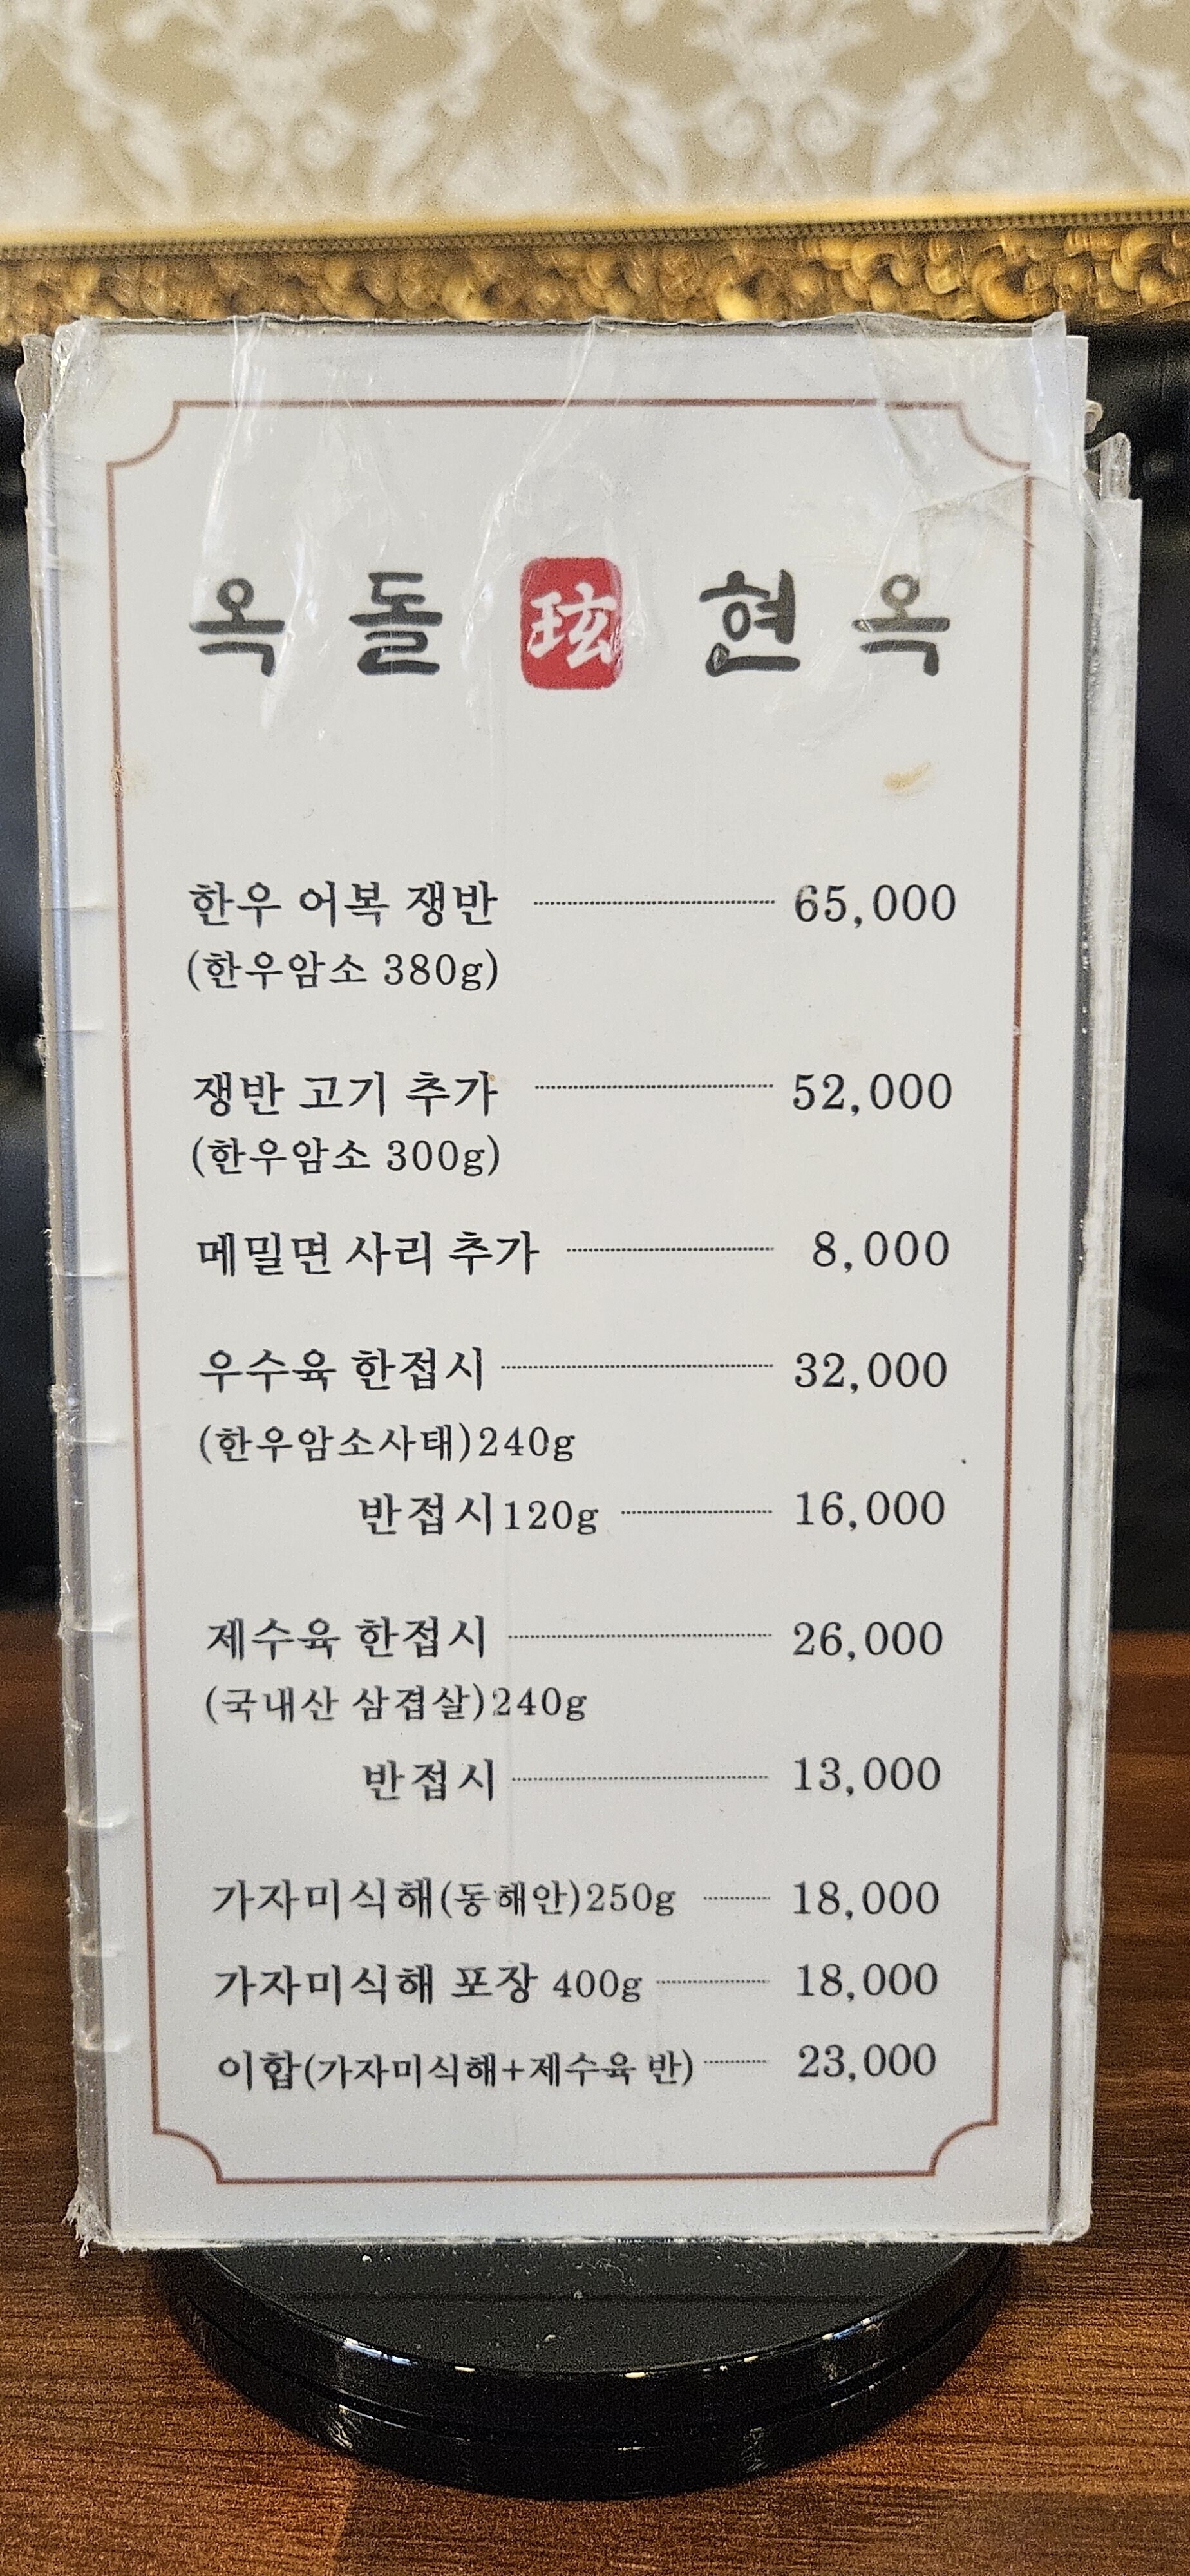 옥돌 玹 현옥
한우 어복 쟁반 65,000
(한우암소 380g)
쟁반 고기 추가 52,000
(한우암소 300g)
메밀면 사리 추가 8,000
우수육 한접시 32,000
(한우암소사태)240g
반접시120g 16,000
제수육 한접시 26,000
(국내산 삼겹살)240g
반접시 13,000
가자미식해(동해안)250g 18,000
가자미식해 포장 400g 18,000
이합(가자미식해+제수육 반) 23,000